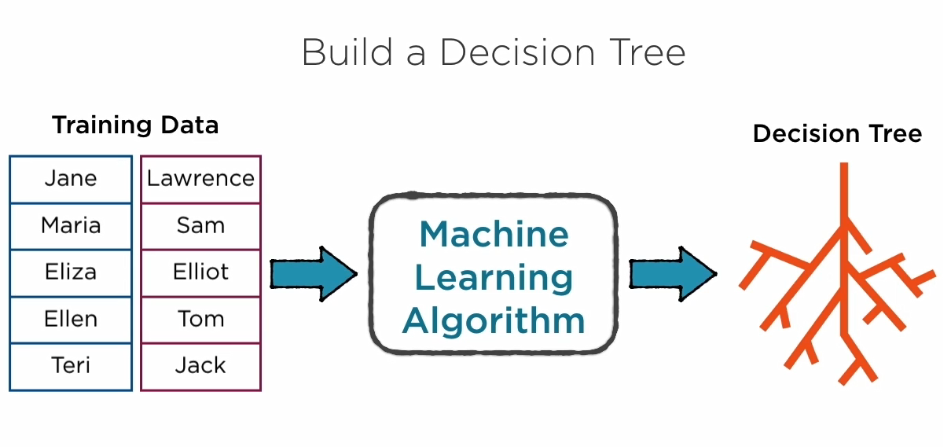 Build a Decision Tree
Training Data
Decision Tree
Jane Lawrence
Maria Sam
Eliza Elliot
Ellen Tom
Teri Jack
Machine
Learning
Algorithm